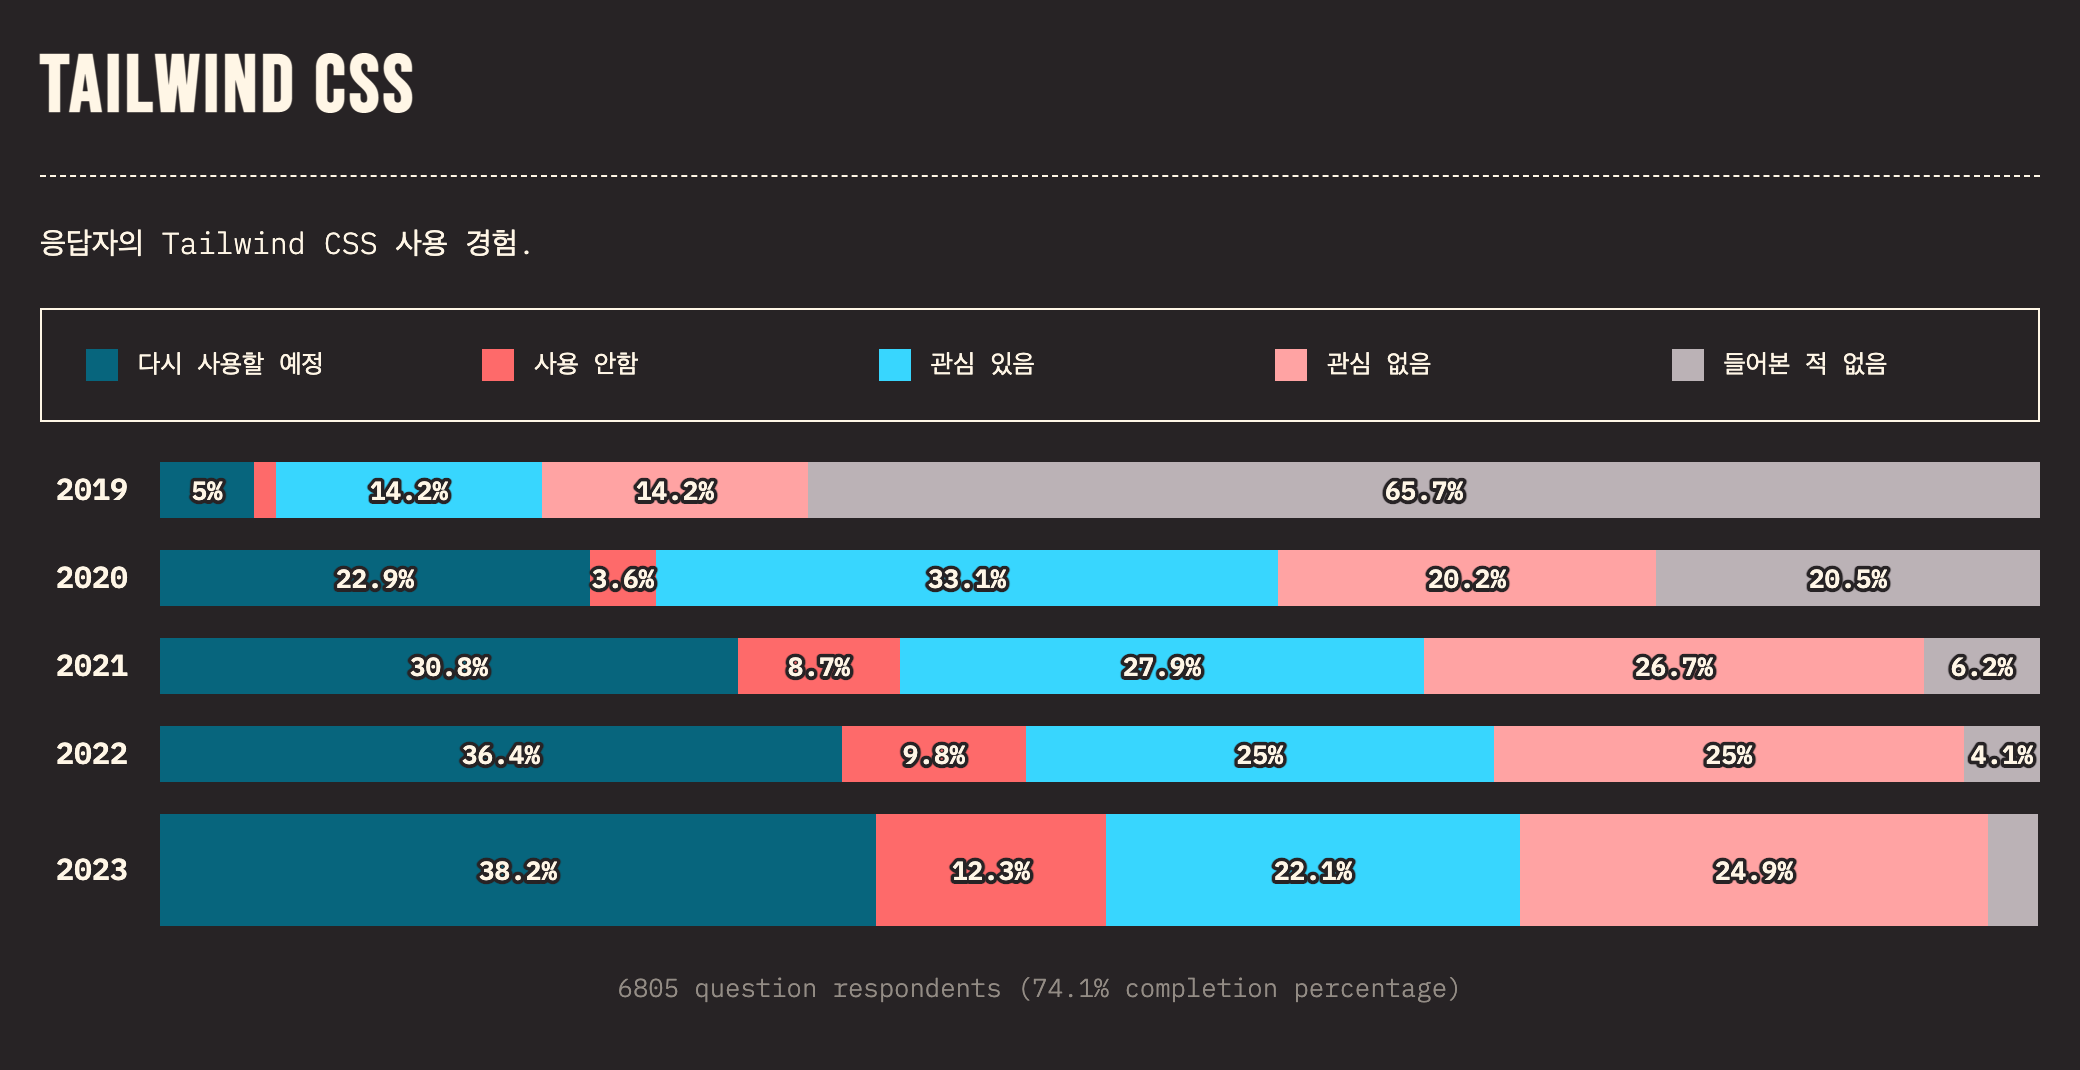 TAILWIND CSS
응답자의 Tailwind CSS 사용 경험.
다시 사용할 예정 사용 안함 관심 있음 관심 없음 들어본 적 없음
2019 5% 14.2% 14.2% 65.7%
2020 22.9% 3.6% 33.1% 20.2% 20.5%
2021 30.8% 8.7% 27.9% 26.7% 6.2%
2022 36.4% 9.8% 25% 25% 4.1%
2023 38.2% 12.3% 22.1% 24.9%
6805 question respondents (74.1% completion percentage)